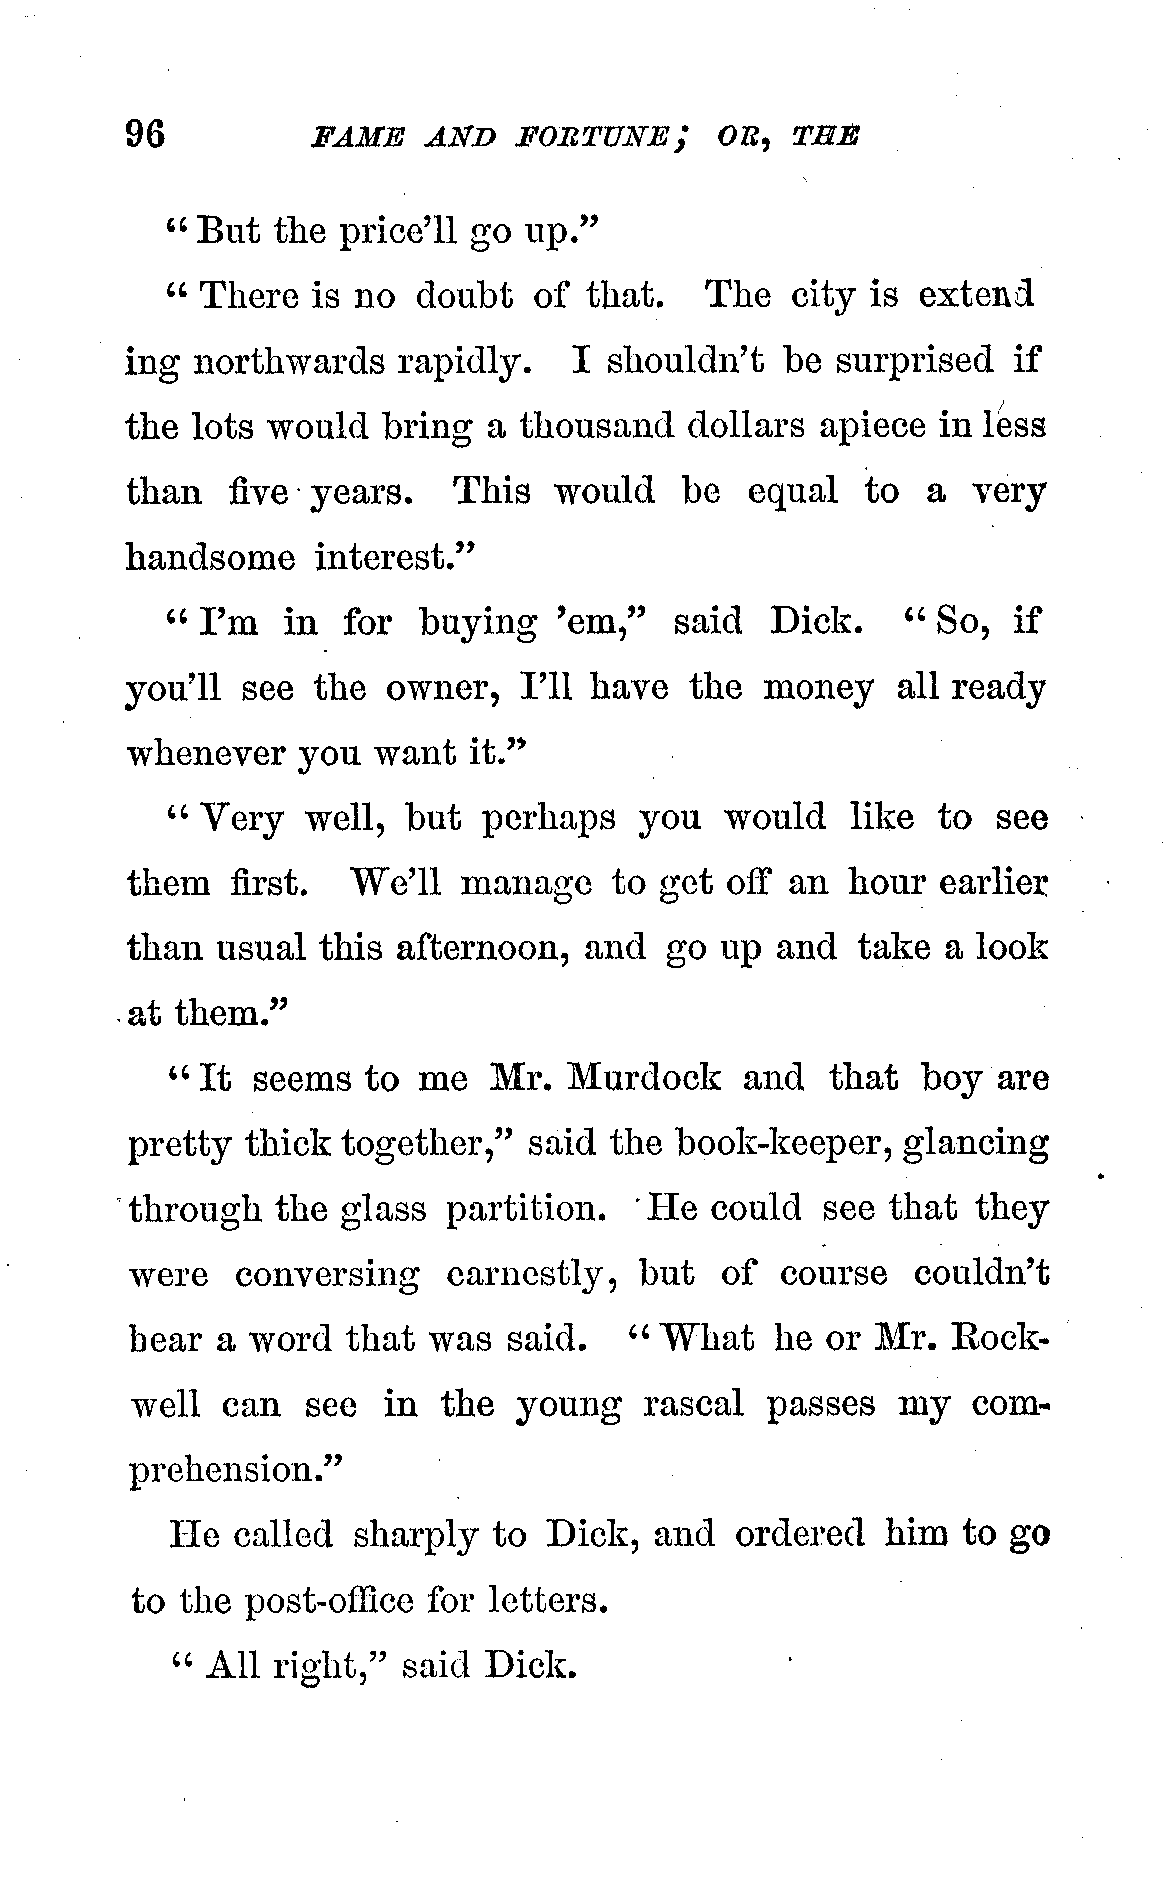 96 FAME AND FORTUNE; OR, THE
“But the price’ll go up.”
“There is no doubt of that. The city is extend
ing northwards rapidly. I shouldn’t be surprised if
the lots would bring a thousand dollars apiece in less
than five years. This would be equal to a very
handsome interest.”
“I’m in for buying ’em,” said Dick. “So, if
you’ll see the owner, I’ll have the money all ready
whenever you want it.”
“Very well, but perhaps you would like to see
them first. We’ll manage to get off an hour earlier
than usual this afternoon, and go up and take a look
at them.”
“It seems to me Mr. Murdock and that boy are
pretty thick together,” said the book-keeper, glancing
through the glass partition. He could see that they
were conversing earnestly, but of course couldn’t
hear a word that was said. “What he or Mr. Rock-
well can see in the young rascal passes my com-
prehension.”
He called sharply to Dick, and ordered him to go
to the post-office for letters.
“All right,” said Dick.